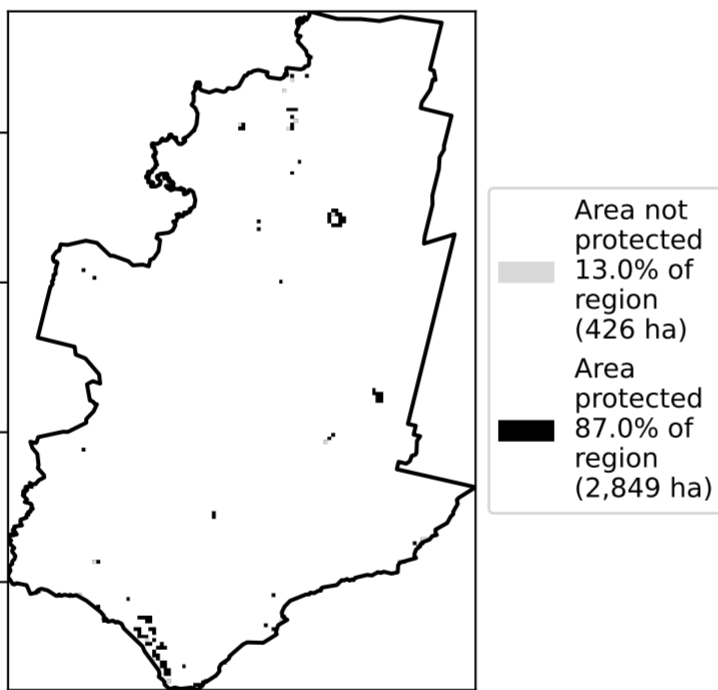 Area not
protected
13.0% of
region
(426 ha)
Area
protected
87.0% of
region
(2,849 ha)